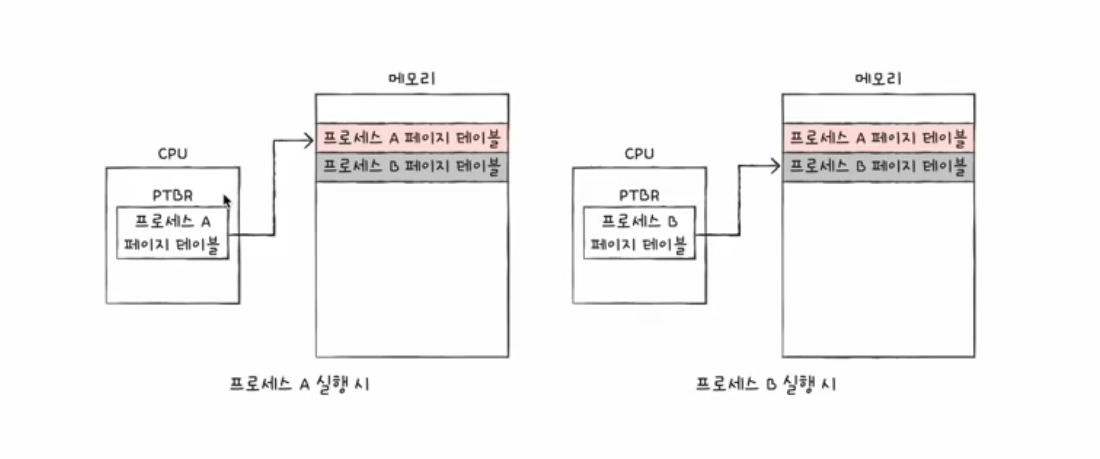 메모리
프로세스 A 페이지 테이블
프로세스 B 페이지 테이블
CPU
PTBR
프로세스 A
페이지 테이블
프로세스 A 실행 시
메모리
프로세스 A 페이지 테이블
프로세스 B 페이지 테이블
CPU
PTBR
프로세스 B
페이지 테이블
프로세스 B 실행 시